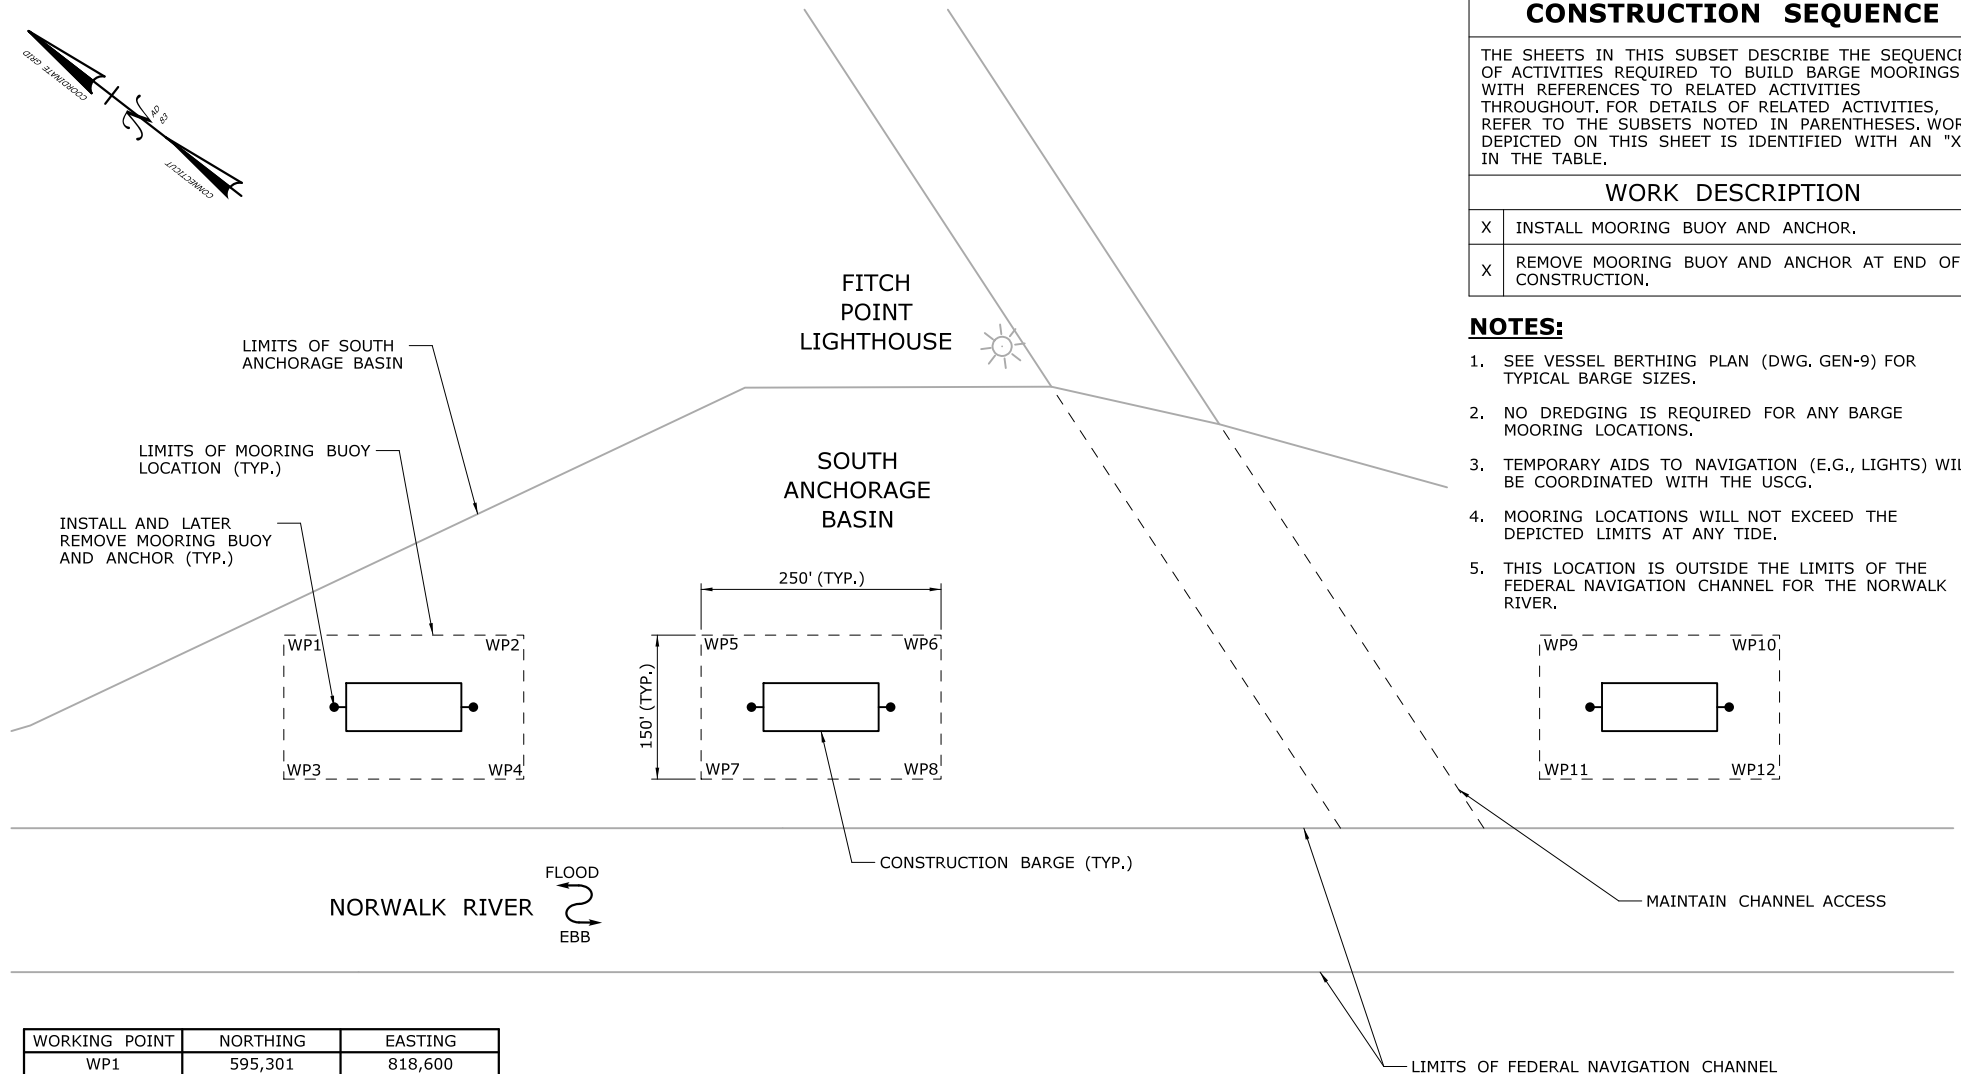 CONSTRUCTION SEQUENCE
THE SHEETS IN THIS SUBSET DESCRIBE THE SEQUENCE
OF ACTIVITIES REQUIRED TO BUILD BARGE MOORINGS
WITH REFERENCES TO RELATED ACTIVITIES
THROUGHOUT. FOR DETAILS OF RELATED ACTIVITIES,
REFER TO THE SUBSETS NOTED IN PARENTHESES. WOR
DEPICTED ON THIS SHEET IS IDENTIFIED WITH AN "X
IN THE TABLE.
WORK DESCRIPTION
X INSTALL MOORING BUOY AND ANCHOR.
X REMOVE MOORING BUOY AND ANCHOR AT END OF
CONSTRUCTION.
NOTES:
1. SEE VESSEL BERTHING PLAN (DWG. GEN-9) FOR
TYPICAL BARGE SIZES.
2. NO DREDGING IS REQUIRED FOR ANY BARGE
MOORING LOCATIONS.
3. TEMPORARY AIDS TO NAVIGATION (E.G., LIGHTS) WIL
BE COORDINATED WITH THE USCG.
4. MOORING LOCATIONS WILL NOT EXCEED THE
DEPICTED LIMITS AT ANY TIDE.
5. THIS LOCATION IS OUTSIDE THE LIMITS OF THE
FEDERAL NAVIGATION CHANNEL FOR THE NORWALK
RIVER.
COORDINATE GRID
N
AD
83
CONNECTICUT
FITCH
POINT
LIGHTHOUSE
LIMITS OF SOUTH
ANCHORAGE BASIN
LIMITS OF MOORING BUOY
LOCATION (TYP.)
INSTALL AND LATER
REMOVE MOORING BUOY
AND ANCHOR (TYP.)
SOUTH
ANCHORAGE
BASIN
250' (TYP.)
150' (TYP.)
WP1 WP2
WP3 WP4
WP5 WP6
WP7 WP8
WP9 WP10
WP11 WP12
CONSTRUCTION BARGE (TYP.)
NORWALK RIVER
FLOOD
EBB
MAINTAIN CHANNEL ACCESS
LIMITS OF FEDERAL NAVIGATION CHANNEL
WORKING POINT NORTHING EASTING
WP1 595,301 818,600